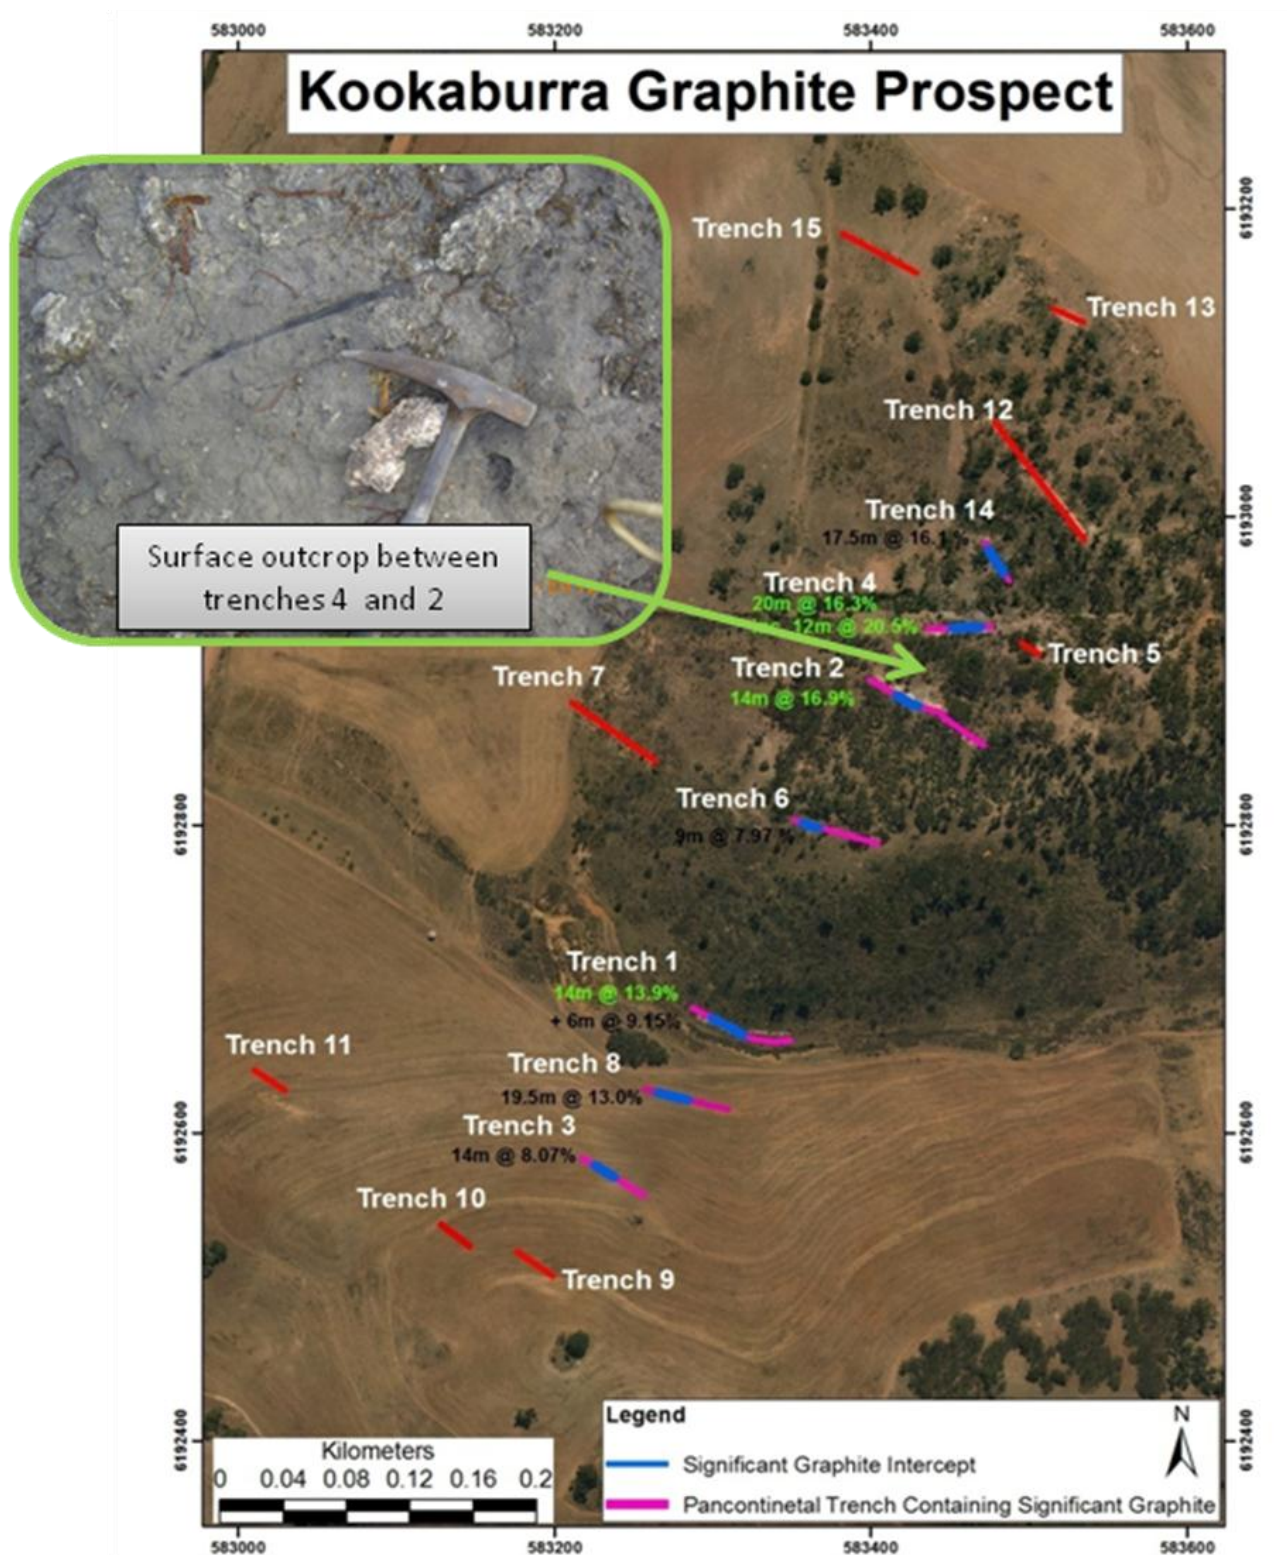 583000 583200 583400 583600
Kookaburra Graphite Prospect
6193200
Trench 15
Trench 13
Trench 12
6193000
Trench 14
17.5m @ 16.1%
Surface outcrop between
trenches 4 and 2
Trench 4
20m @ 16.3%
inc. 12m @ 20.5%
Trench 5
Trench 2
14m @ 16.9%
Trench 7
Trench 6
9m @ 7.97 %
6192800 6192800
Trench 1
14m @ 13.9%
+ 6m @ 9.15%
Trench 11
Trench 8
19.5m @ 13.0%
Trench 3
14m @ 8.07%
6192600 6192600
Trench 10
Trench 9
6192400 6192400
Legend
N
Significant Graphite Intercept
Pancontinetal Trench Containing Significant Graphite
Kilometers
0 0.04 0.08 0.12 0.16 0.2
583000 583200 583400 583600